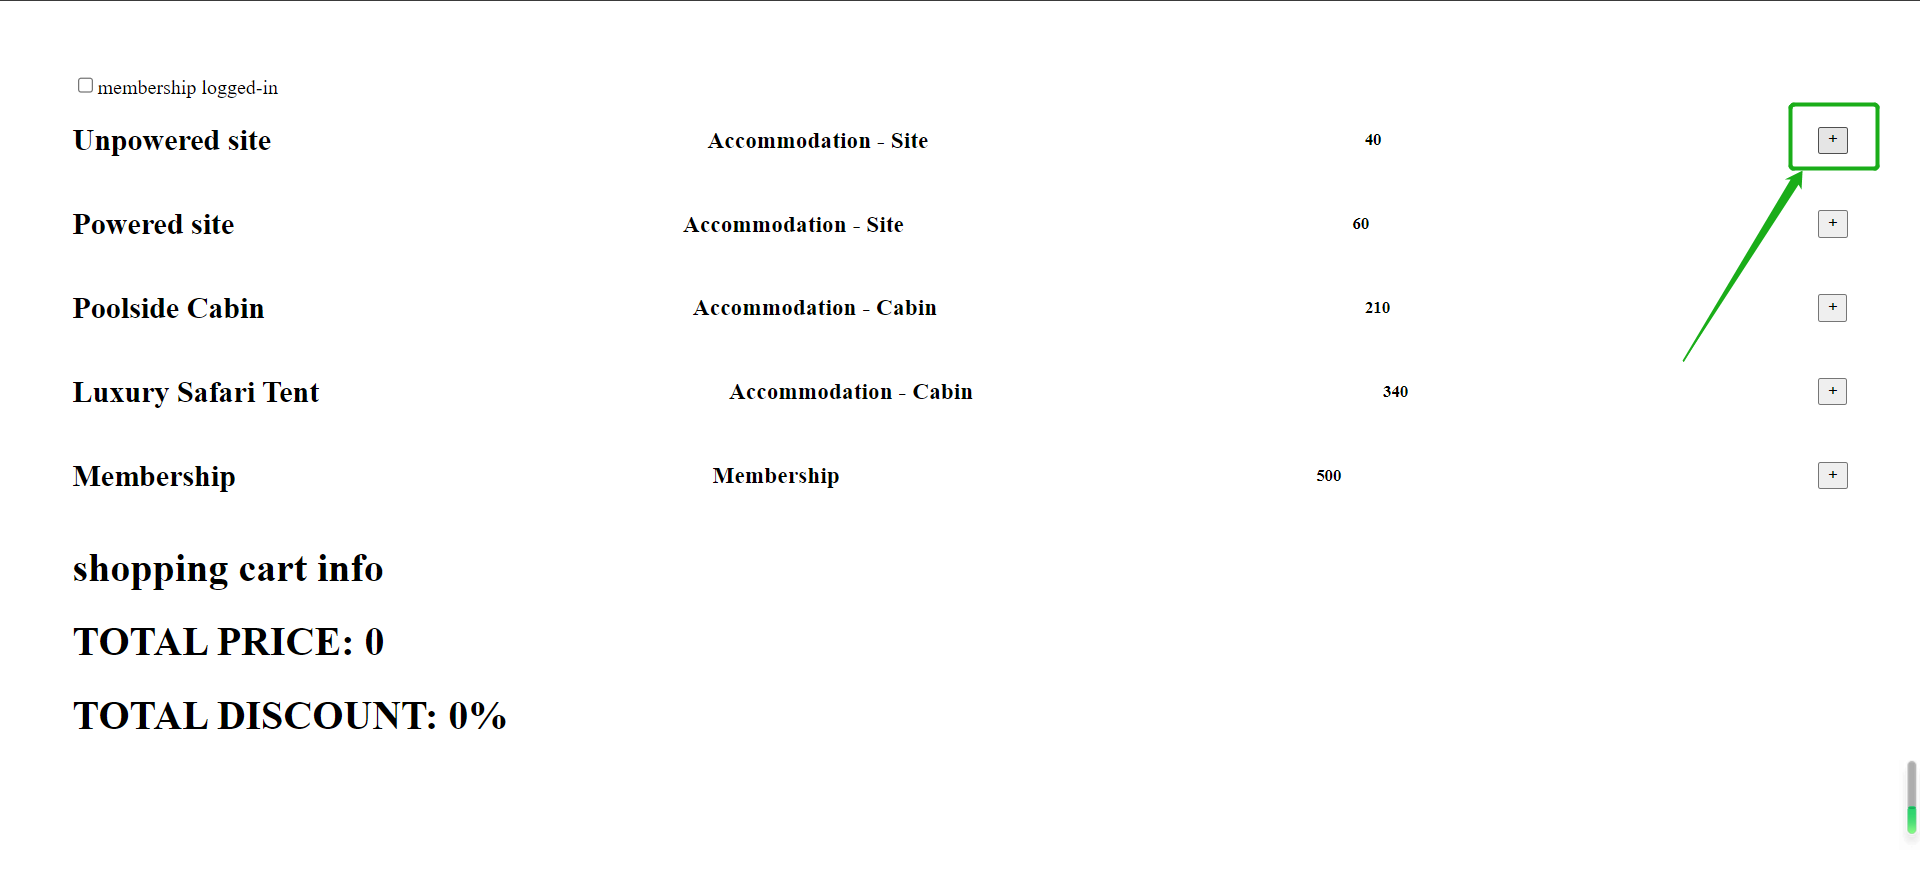 membership logged-in
Unpowered site Accommodation - Site 40 +
Powered site Accommodation - Site 60 +
Poolside Cabin Accommodation - Cabin 210 +
Luxury Safari Tent Accommodation - Cabin 340 +
Membership Membership 500 +
shopping cart info
TOTAL PRICE: 0
TOTAL DISCOUNT: 0%